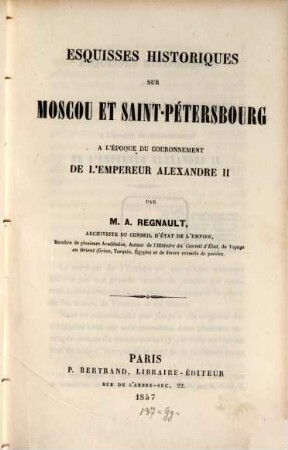 ESQUISSES HISTORIQUES
SUR
MOSCOU ET SAINT-PÉTERSBOURG
A L'ÉPOQUE DU COURONNEMENT
DE L'EMPEREUR ALEXANDRE II
PAR
M. A. REGNAULT,
ARCHIVISTE DU CONSEIL D'ÉTAT DE L'EMPIRE,
Membre de plusieurs Académies, Auteur de l'Histoire du Conseil d'État, du Voyage
en Orient (Grèce, Turquie, Égypte) et de divers recueils de poésies.
PARIS
P. BERTRAND, LIBRAIRE-ÉDITEUR
RUE DE L'ARBRE-SEC, 22.
1857
137-Gg.